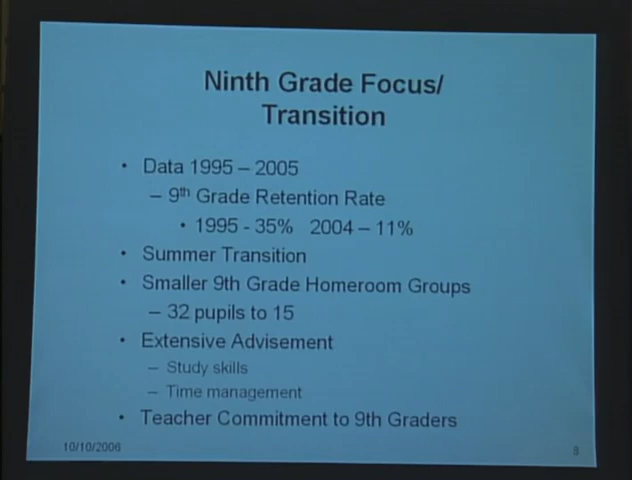 Ninth Grade Focus/
Transition
• Data 1995 – 2005
– 9th Grade Retention Rate
• 1995 - 35% 2004 – 11%
• Summer Transition
• Smaller 9th Grade Homeroom Groups
– 32 pupils to 15
• Extensive Advisement
– Study skills
– Time management
• Teacher Commitment to 9th Graders
10/10/2006